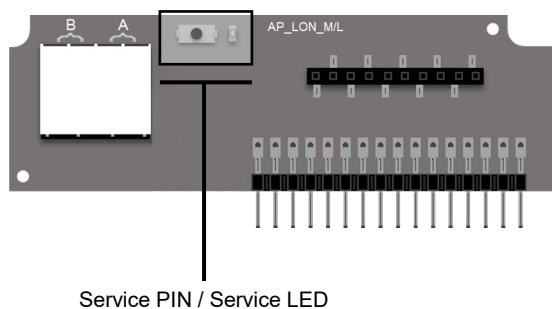 B A
AP_LON_M/L
Service PIN / Service LED